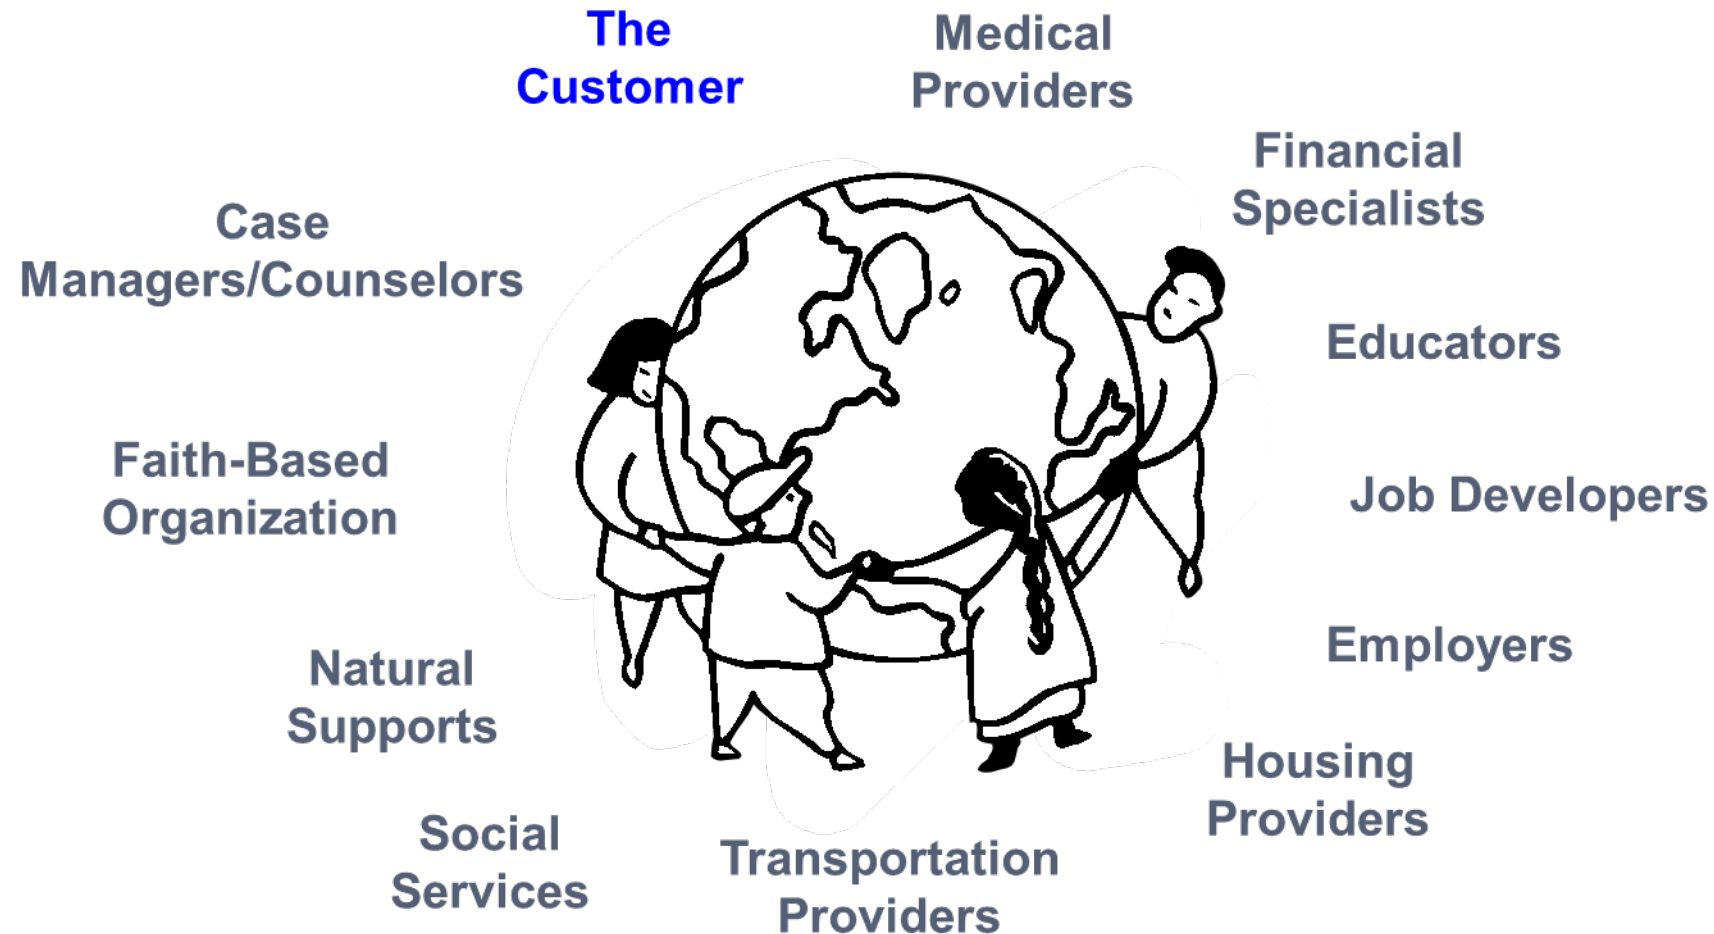 The
Customer
Medical
Providers
Financial
Specialists
Case
Managers/Counselors
Educators
Faith-Based
Organization
Job Developers
Natural
Supports
Employers
Housing
Providers
Social
Services
Transportation
Providers